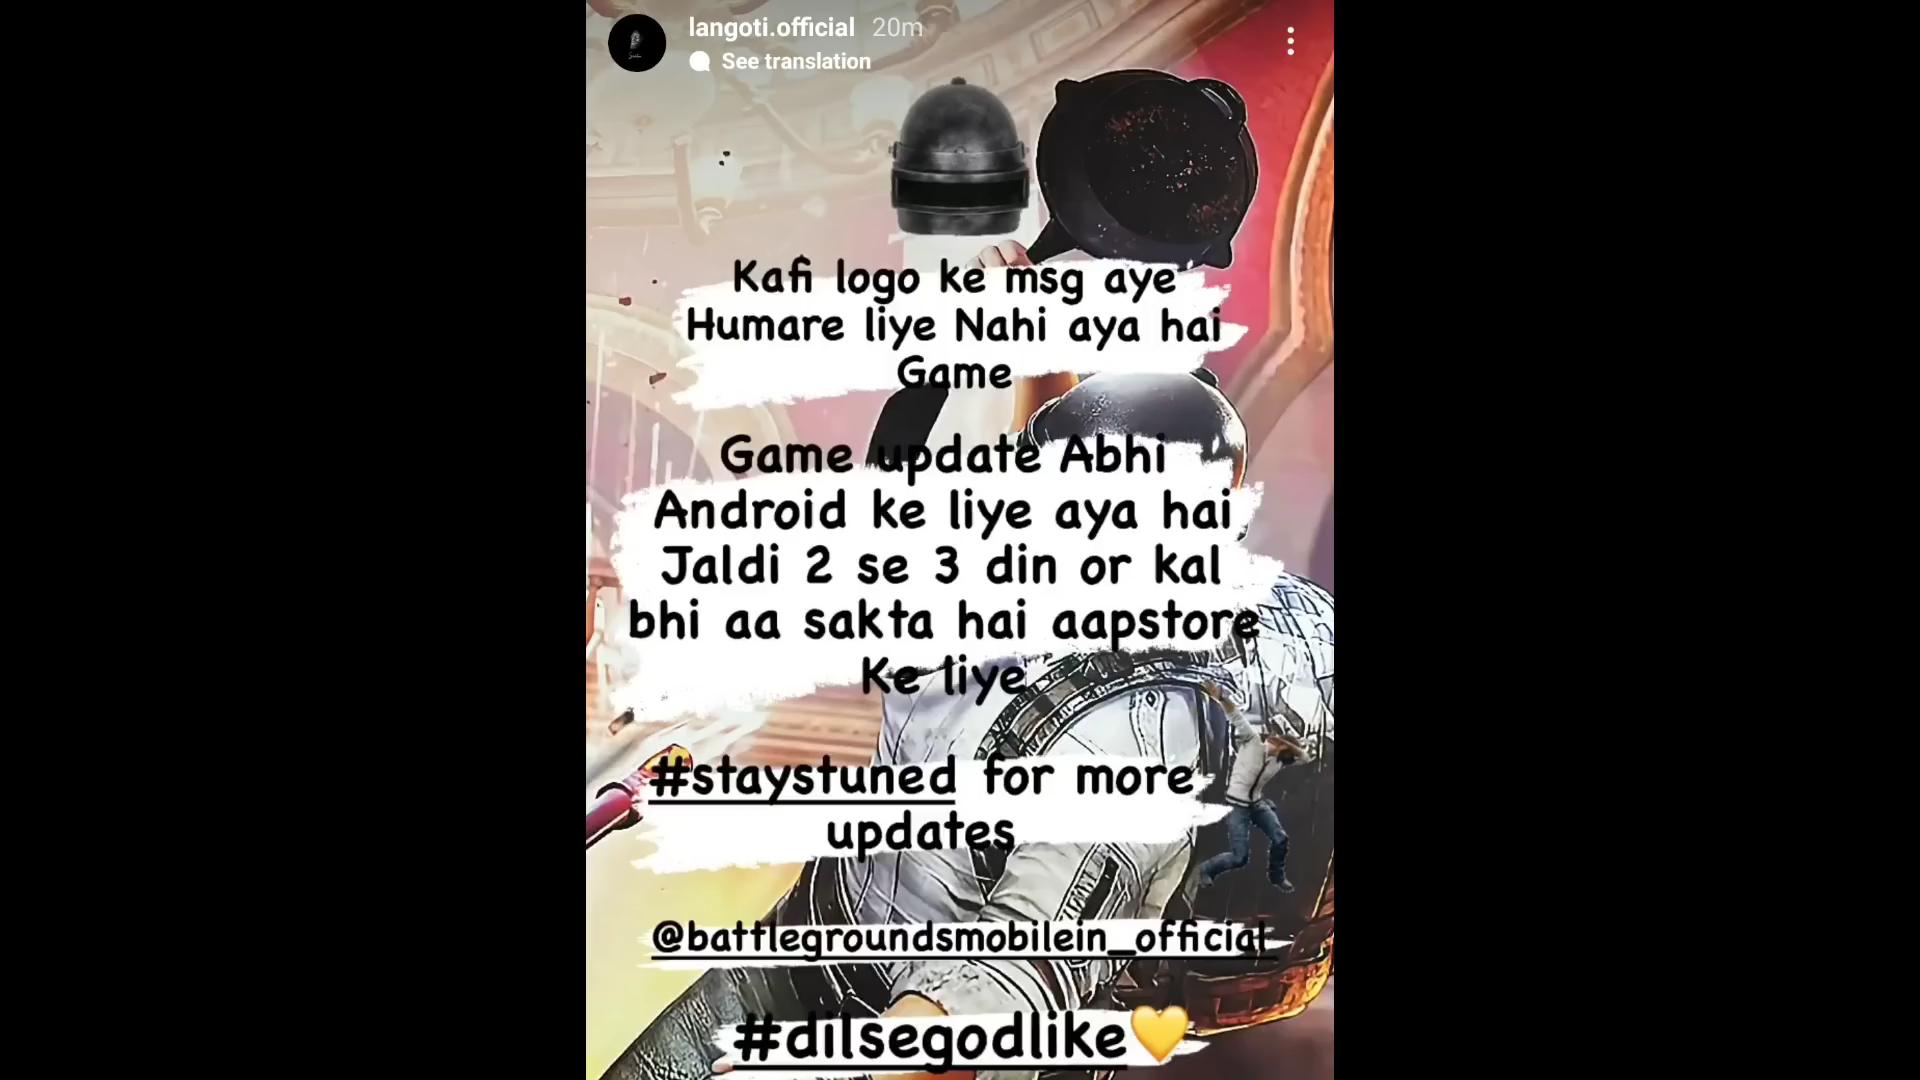 langoti.official 20m
See translation
Kafi logo ke msg aye
Humare liye Nahi aya hai
Game
Game update Abhi
Android ke liye aya hai
Jaldi 2 se 3 din or kal
bhi aa sakta hai aapstore
Ke liye
#staystuned for more
updates
@battlegroundsmobilein_official
#dilsegodlike💛